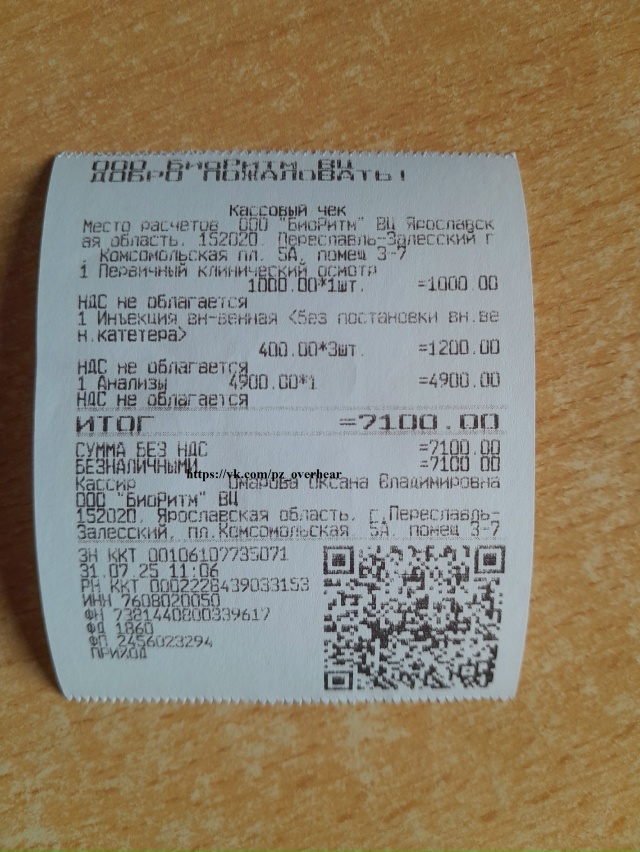 ООО БиоРитм ВЦ
ДОБРО ПОЖАЛОВАТЬ!
Кассовый чек
Место расчетов ООО "БиоРитм" ВЦ Ярославск
ая область, 152020, Переславль-Залесский г
, Комсомольская пл. 5А, помещ 3-7
1 Первичный клинический осмотр
1000.00*1шт. =1000.00
НДС не облагается
1 Инъекция вн-венная <без постановки вн.ве
н.катетера>
400.00*3шт. =1200.00
НДС не облагается
1 Анализы 4900.00*1 =4900.00
НДС не облагается
ИТОГ =7100.00
СУММА БЕЗ НДС =7100.00
БЕЗНАЛИЧНЫМИ =7100.00
https://vk.com/pz_overhear
Кассир Омарова Оксана Владимировна
ООО "БиоРитм" ВЦ
152020, Ярославская область, г.Переславль-
Залесский, пл.Комсомольская, 5А, помещ 3-7
ЗН ККТ 00106107735071
31.07.25 11:06
РН ККТ 0002228439033153
ИНН 7608020050
ФН 7381440800339617
ФД 1860
ФП 2456023294
ПРИХОД